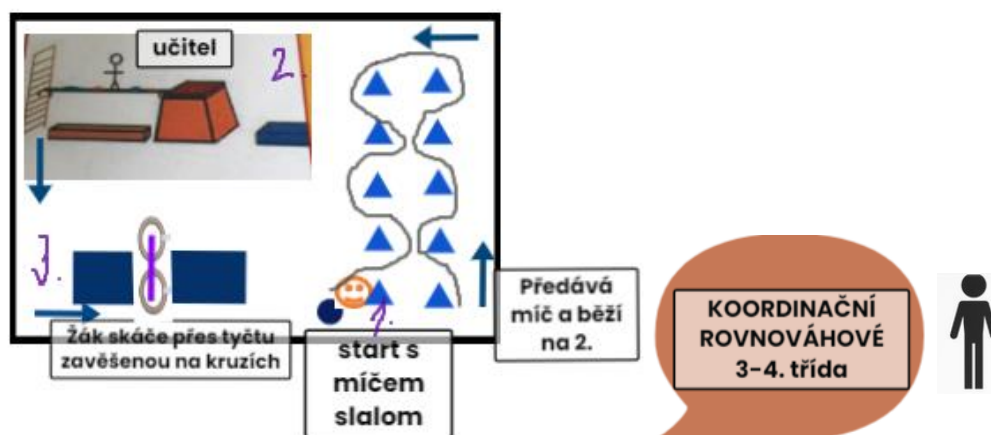 učitel
2.
3.
Žák skáče přes tyčtu
zavěšenou na kruzích
1.
start s
míčem
slalom
Předává
míč a běží
na 2.
KOORDINAČNÍ
ROVNOVÁHOVÉ
3-4. třída